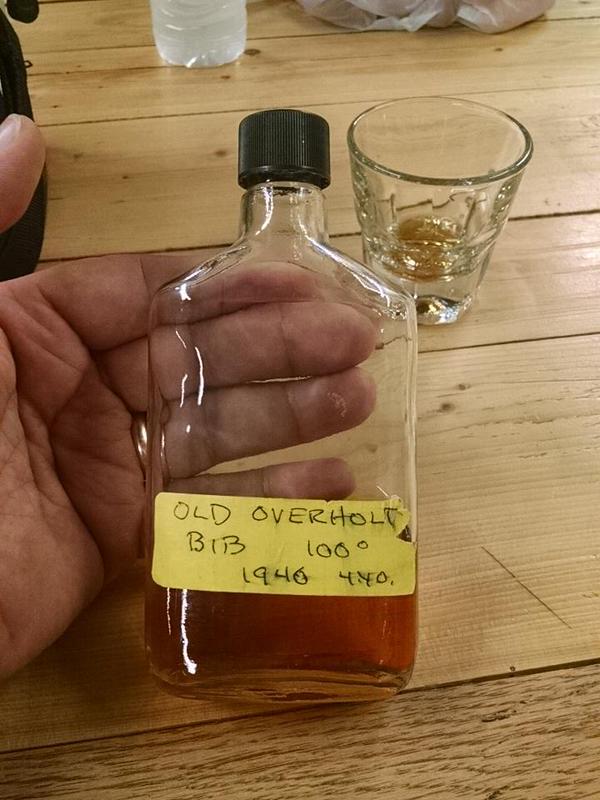 OLD OVERHOLT
BIB 100°
1940 4YO.